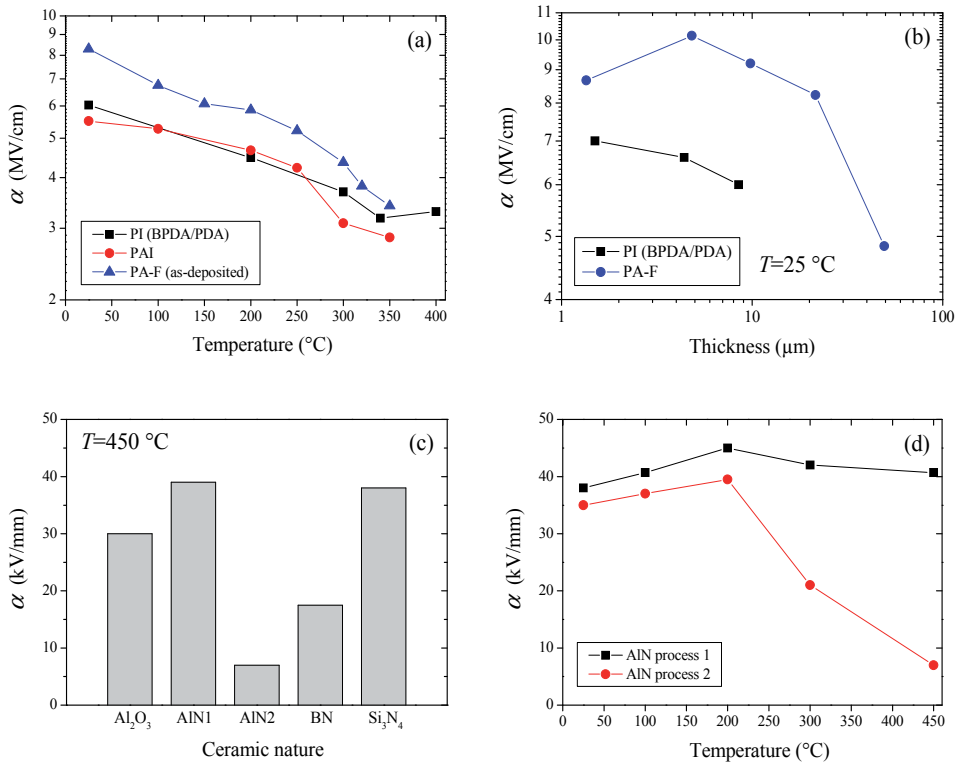 (a)
10
9
8
7
6
5
4
3
2
α (MV/cm)
PI (BPDA/PDA)
PAI
PA-F (as-deposited)
0 50 100 150 200 250 300 350 400
Temperature (°C)
(b)
11
10
9
8
7
6
5
4
α (MV/cm)
PI (BPDA/PDA)
PA-F
T=25 °C
1 10 100
Thickness (µm)
T=450 °C
(c)
50
40
30
20
10
0
α (kV/mm)
Al₂O₃ AlN1 AlN2 BN Si₃N₄
Ceramic nature
(d)
50
40
30
20
10
0
α (kV/mm)
AlN process 1
AlN process 2
0 50 100 150 200 250 300 350 400 450
Temperature (°C)